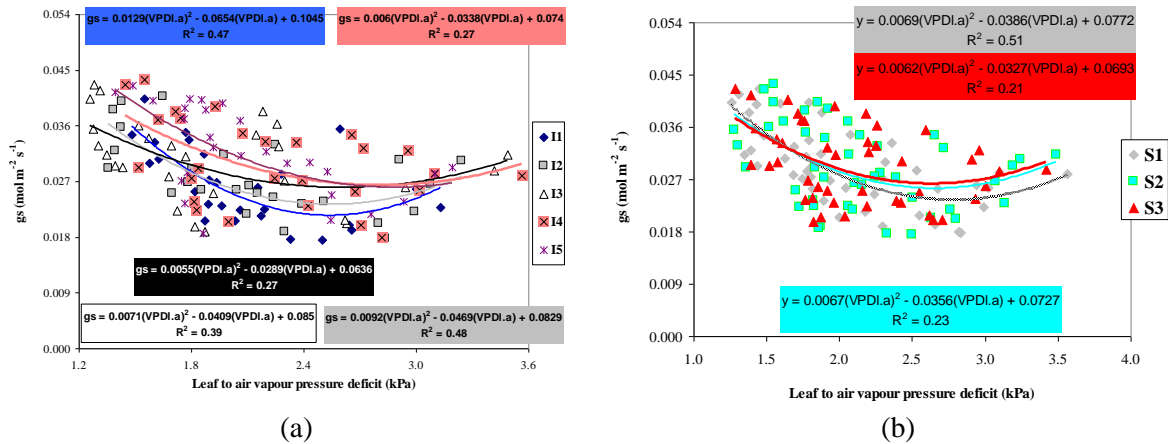 gs = 0.0129(VPDl.a)² - 0.0654(VPDl.a) + 0.1045
R² = 0.47
gs = 0.006(VPDl.a)² - 0.0338(VPDl.a) + 0.074
R² = 0.27
0.054
0.045
0.036
0.027
0.018
0.009
0.000
gs (mol m⁻² s⁻¹)
I1
I2
I3
I4
I5
gs = 0.0055(VPDl.a)² - 0.0289(VPDl.a) + 0.0636
R² = 0.27
gs = 0.0071(VPDl.a)² - 0.0409(VPDl.a) + 0.085
R² = 0.39
gs = 0.0092(VPDl.a)² - 0.0469(VPDl.a) + 0.0829
R² = 0.48
1.2 1.8 2.4 3.0 3.6
Leaf to air vapour pressure deficit (kPa)
(a)
y = 0.0069(VPDl.a)² - 0.0386(VPDl.a) + 0.0772
R² = 0.51
y = 0.0062(VPDl.a)² - 0.0327(VPDl.a) + 0.0693
R² = 0.21
0.054
0.045
0.036
0.027
0.018
0.009
0.000
gs (mol m⁻² s⁻¹)
S1
S2
S3
y = 0.0067(VPDl.a)² - 0.0356(VPDl.a) + 0.0727
R² = 0.23
1.0 1.5 2.0 2.5 3.0 3.5 4.0
Leaf to air vapour pressure deficit (kPa)
(b)